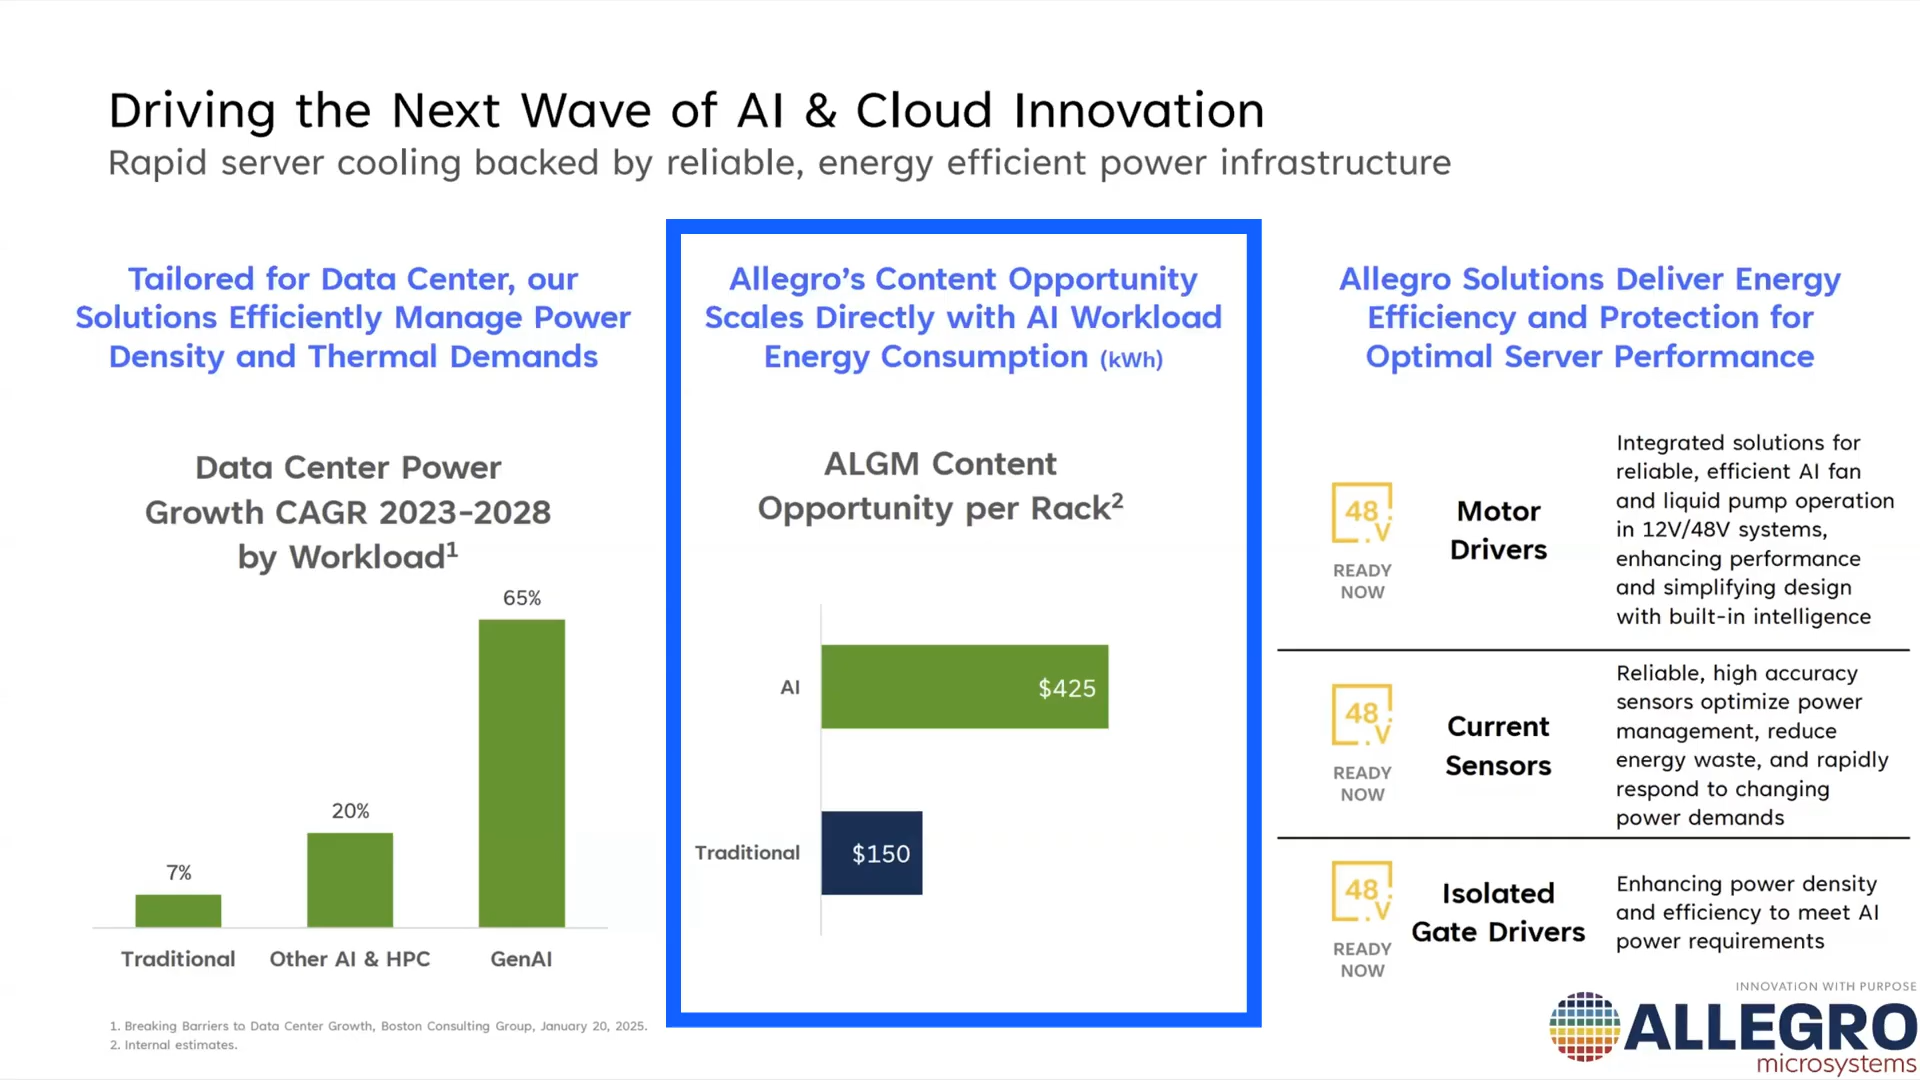 Driving the Next Wave of AI & Cloud Innovation
Rapid server cooling backed by reliable, energy efficient power infrastructure
Tailored for Data Center, our
Solutions Efficiently Manage Power
Density and Thermal Demands
Data Center Power
Growth CAGR 2023-2028
by Workload¹
65%
20%
7%
Traditional
Other AI & HPC
GenAI
1. Breaking Barriers to Data Center Growth, Boston Consulting Group, January 20, 2025.
2. Internal estimates.
Allegro’s Content Opportunity
Scales Directly with AI Workload
Energy Consumption (kWh)
ALGM Content
Opportunity per Rack²
AI
$425
Traditional
$150
Allegro Solutions Deliver Energy
Efficiency and Protection for
Optimal Server Performance
48V
READY
NOW
Motor
Drivers
Integrated solutions for
reliable, efficient AI fan
and liquid pump operation
in 12V/48V systems,
enhancing performance
and simplifying design
with built-in intelligence
48V
READY
NOW
Current
Sensors
Reliable, high accuracy
sensors optimize power
management, reduce
energy waste, and rapidly
respond to changing
power demands
48V
READY
NOW
Isolated
Gate Drivers
Enhancing power density
and efficiency to meet AI
power requirements
INNOVATION WITH PURPOSE
ALLEGRO
microsystems